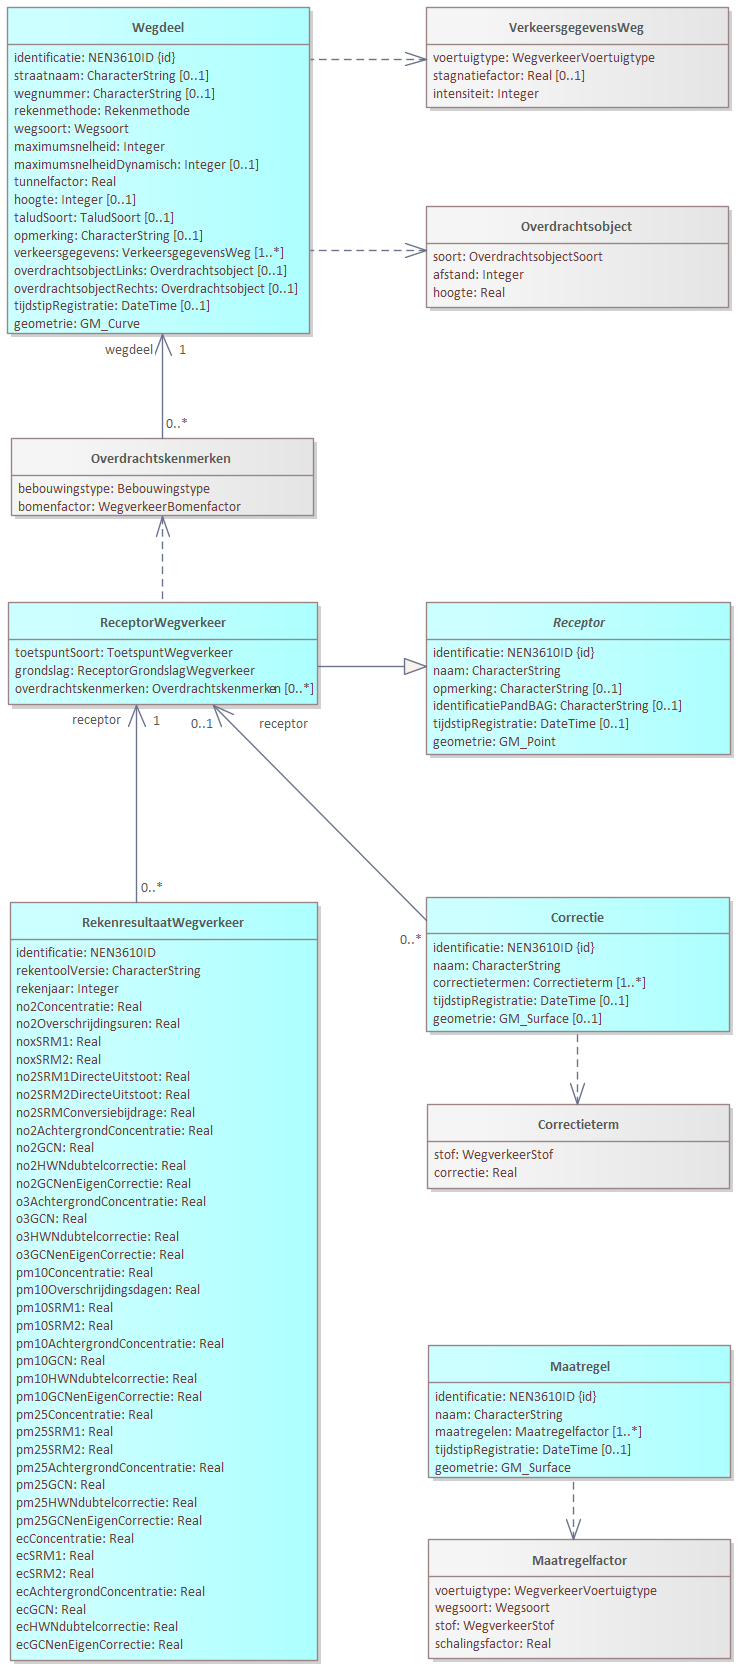 Wegdeel
identificatie: NEN3610ID {id}
straatnaam: CharacterString [0..1]
wegnummer: CharacterString [0..1]
rekenmethode: Rekenmethode
wegsoort: Wegsoort
maximumsnelheid: Integer
maximumsnelheidDynamisch: Integer [0..1]
tunnelfactor: Real
hoogte: Integer [0..1]
taludSoort: TaludSoort [0..1]
opmerking: CharacterString [0..1]
verkeersgegevens: VerkeersgegevensWeg [1..*]
overdrachtsobjectLinks: Overdrachtsobject [0..1]
overdrachtsobjectRechts: Overdrachtsobject [0..1]
tijdstipRegistratie: DateTime [0..1]
geometrie: GM_Curve
VerkeersgegevensWeg
voertuigtype: WegverkeerVoertuigtype
stagnatiefactor: Real [0..1]
intensiteit: Integer
Overdrachtsobject
soort: OverdrachtsobjectSoort
afstand: Integer
hoogte: Real
wegdeel
1
0..*
Overdrachtskenmerken
bebouwingstype: Bebouwingstype
bomenfactor: WegverkeerBomenfactor
ReceptorWegverkeer
toetspuntSoort: ToetspuntWegverkeer
grondslag: ReceptorGrondslagWegverkeer
overdrachtskenmerken: Overdrachtskenmerken [0..*]
Receptor
identificatie: NEN3610ID {id}
naam: CharacterString
opmerking: CharacterString [0..1]
identificatiePandBAG: CharacterString [0..1]
tijdstipRegistratie: DateTime [0..1]
geometrie: GM_Point
receptor
1
0..1
receptor
0..*
0..*
RekenresultaatWegverkeer
identificatie: NEN3610ID
rekentoolVersie: CharacterString
rekenjaar: Integer
no2Concentratie: Real
no2Overschrijdingsuren: Real
noxSRM1: Real
noxSRM2: Real
no2SRM1DirecteUitstoot: Real
no2SRM2DirecteUitstoot: Real
no2SRMConversiebijdrage: Real
no2AchtergrondConcentratie: Real
no2GCN: Real
no2HWNdubtelcorrectie: Real
no2GCNenEigenCorrectie: Real
o3AchtergrondConcentratie: Real
o3GCN: Real
o3HWNdubtelcorrectie: Real
o3GCNenEigenCorrectie: Real
pm10Concentratie: Real
pm10Overschrijdingsdagen: Real
pm10SRM1: Real
pm10SRM2: Real
pm10AchtergrondConcentratie: Real
pm10GCN: Real
pm10HWNdubtelcorrectie: Real
pm10GCNenEigenCorrectie: Real
pm25Concentratie: Real
pm25SRM1: Real
pm25SRM2: Real
pm25AchtergrondConcentratie: Real
pm25GCN: Real
pm25HWNdubtelcorrectie: Real
pm25GCNenEigenCorrectie: Real
ecConcentratie: Real
ecSRM1: Real
ecSRM2: Real
ecAchtergrondConcentratie: Real
ecGCN: Real
ecHWNdubtelcorrectie: Real
ecGCNenEigenCorrectie: Real
Correctie
identificatie: NEN3610ID {id}
naam: CharacterString
correctietermen: Correctieterm [1..*]
tijdstipRegistratie: DateTime [0..1]
geometrie: GM_Surface [0..1]
Correctieterm
stof: WegverkeerStof
correctie: Real
Maatregel
identificatie: NEN3610ID {id}
naam: CharacterString
maatregelen: Maatregelfactor [1..*]
tijdstipRegistratie: DateTime [0..1]
geometrie: GM_Surface
Maatregelfactor
voertuigtype: WegverkeerVoertuigtype
wegsoort: Wegsoort
stof: WegverkeerStof
schalingsfactor: Real